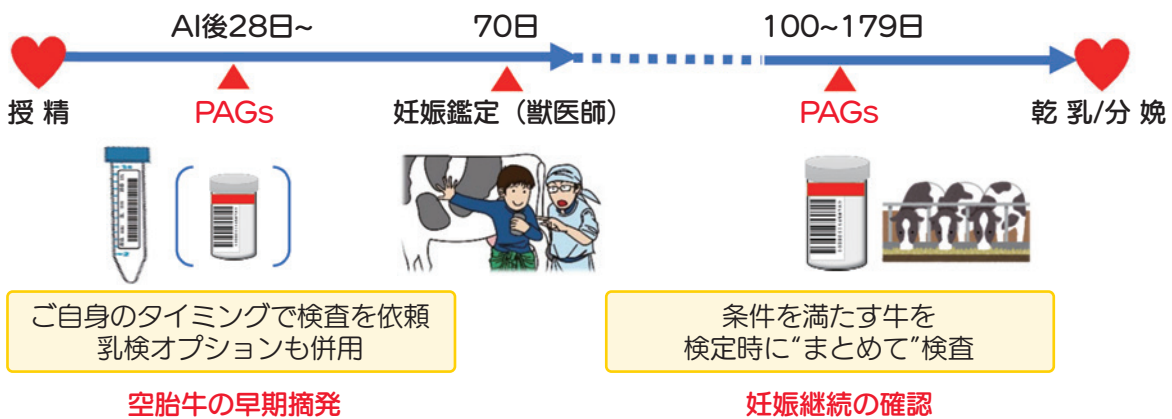 AI後28日~
70日
100~179日
授 精
PAGs
妊娠鑑定（獣医師）
PAGs
乾 乳/分 娩
ご自身のタイミングで検査を依頼
乳検オプションも併用
条件を満たす牛を
検定時に“まとめて”検査
空胎牛の早期摘発
妊娠継続の確認